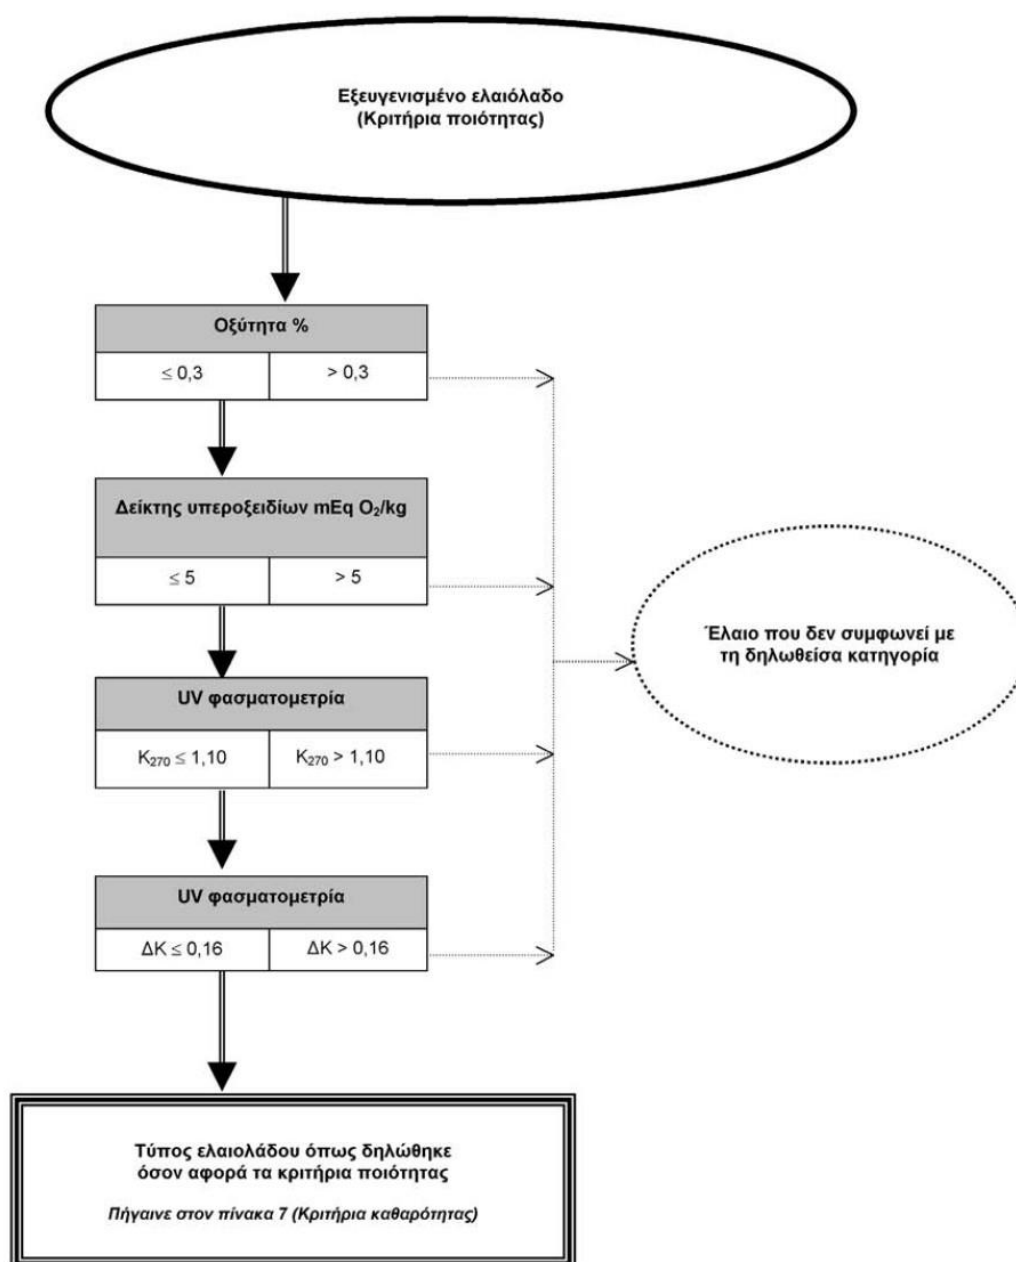 Εξευγενισμένο ελαιόλαδο
(Κριτήρια ποιότητας)
Οξύτητα %
≤ 0,3
> 0,3
Δείκτης υπεροξειδίων mEq O₂/kg
≤ 5
> 5
Έλαιο που δεν συμφωνεί με
τη δηλωθείσα κατηγορία
UV φασματομετρία
K₂₇₀ ≤ 1,10
K₂₇₀ > 1,10
UV φασματομετρία
ΔK ≤ 0,16
ΔK > 0,16
Τύπος ελαιολάδου όπως δηλώθηκε
όσον αφορά τα κριτήρια ποιότητας
Πήγαινε στον πίνακα 7 (Κριτήρια καθαρότητας)